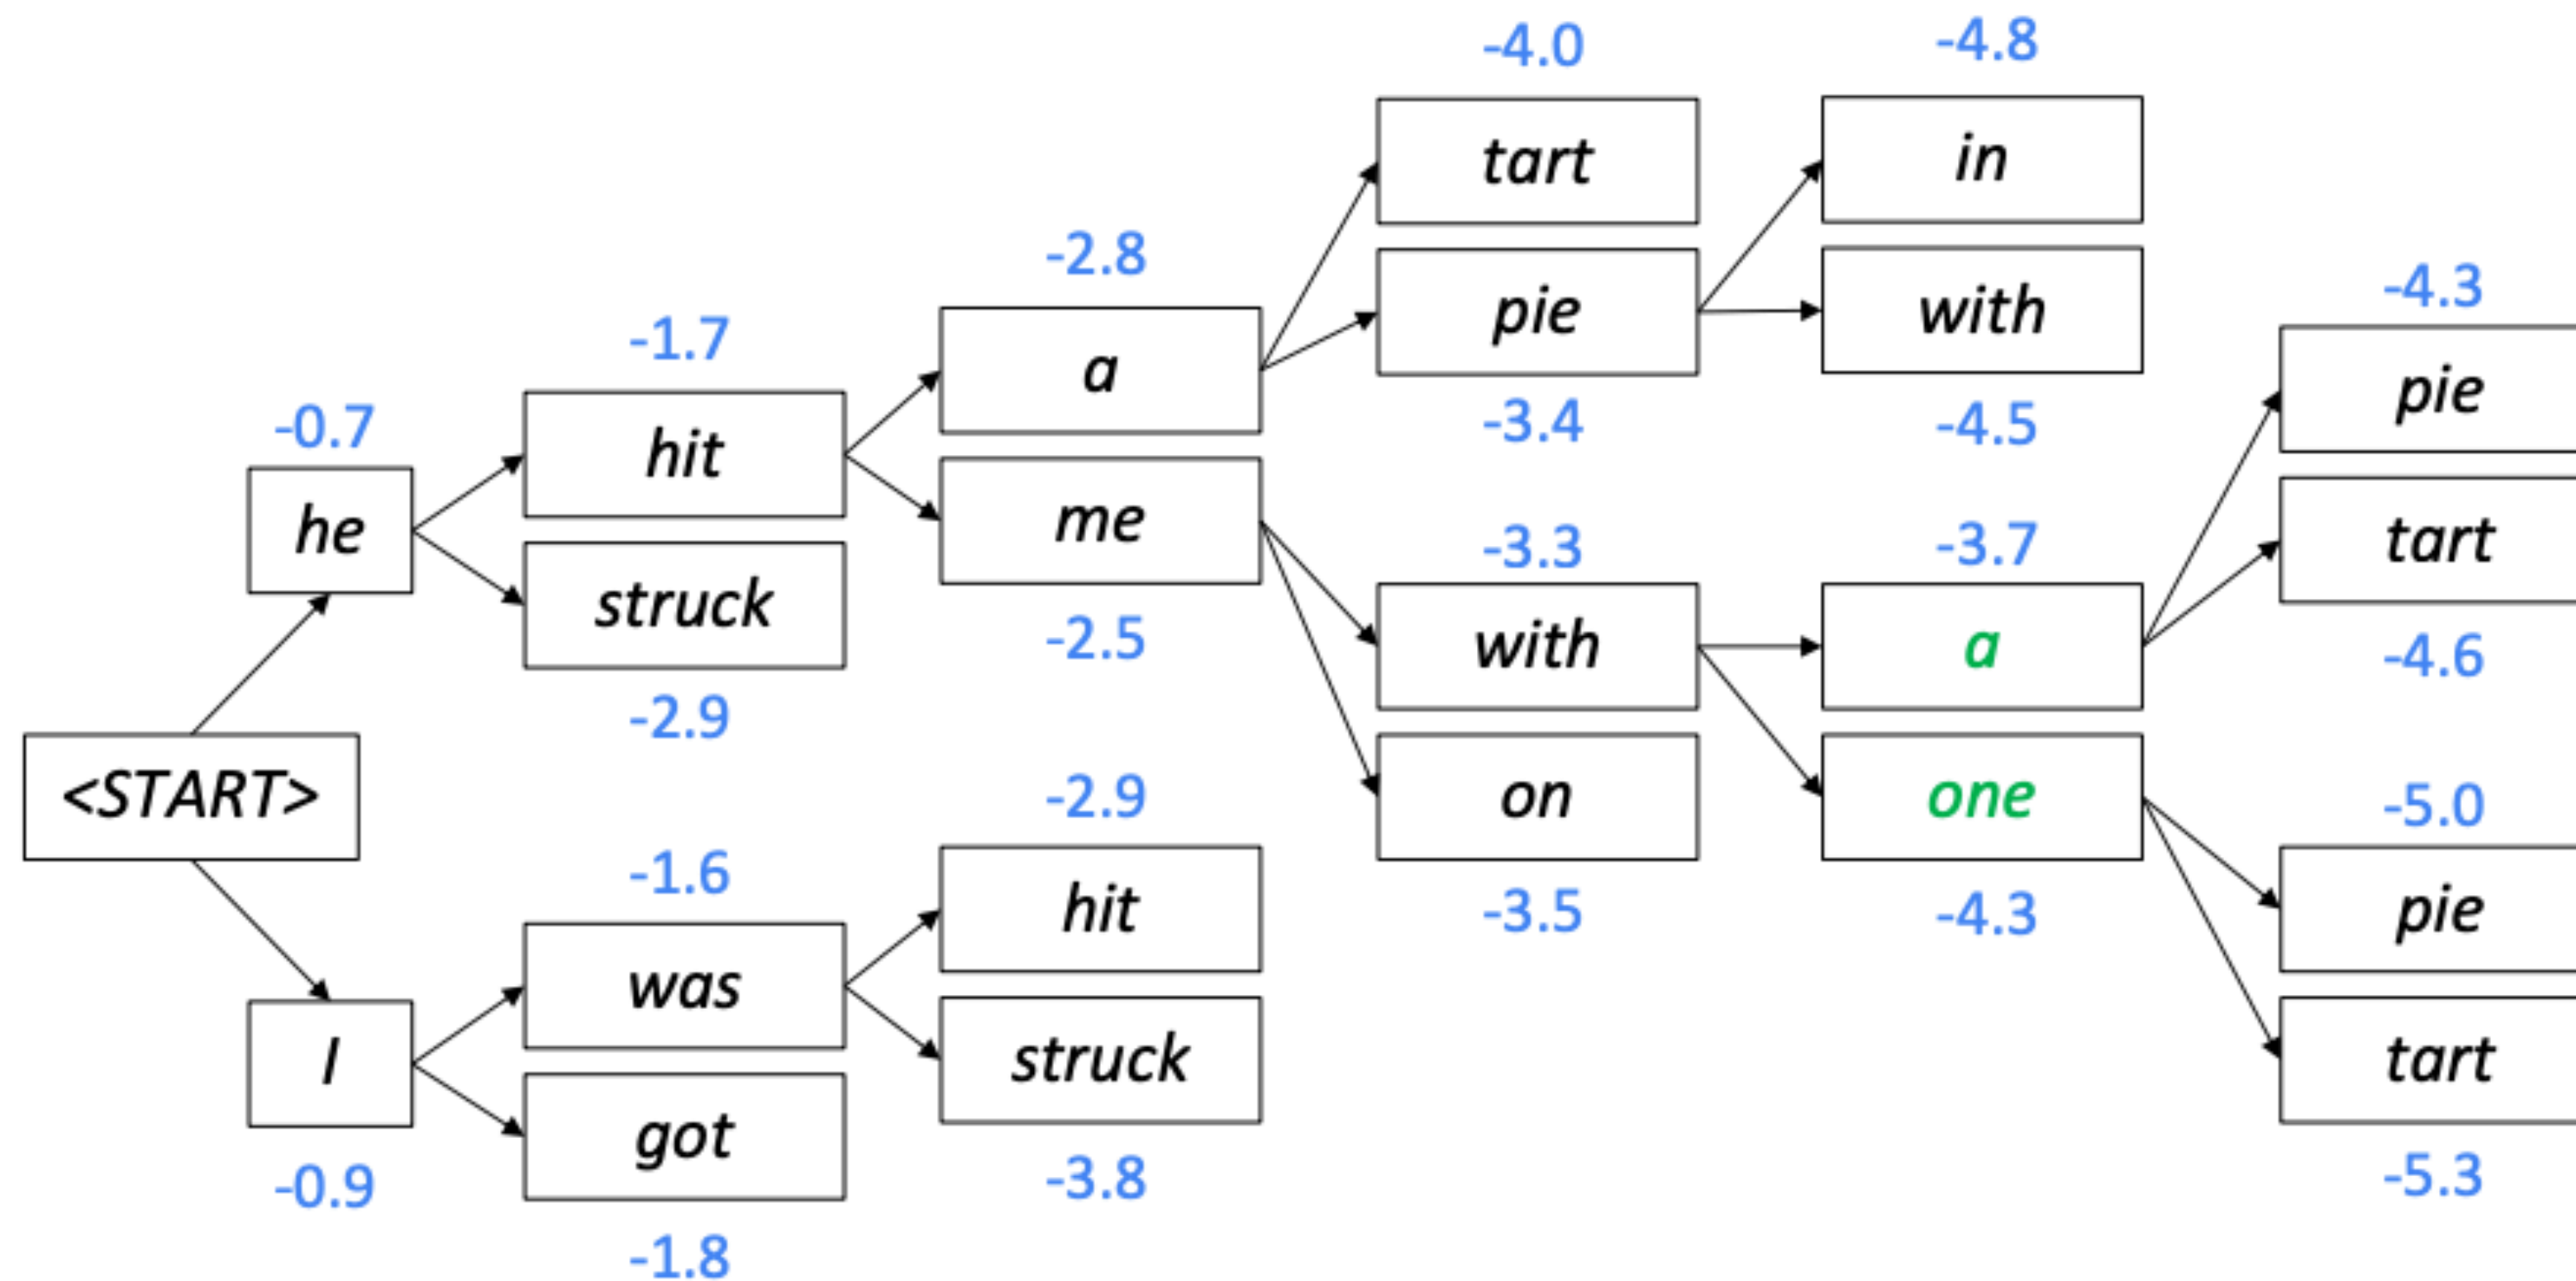 -4.0
-4.8
tart
in
-2.8
pie
with
-4.3
-1.7
a
-3.4
-4.5
pie
-0.7
hit
me
-3.3
-3.7
tart
he
struck
-2.5
with
a
-4.6
-2.9
<START>
-2.9
on
one
-5.0
-1.6
hit
-3.5
-4.3
pie
was
I
struck
tart
got
-0.9
-3.8
-5.3
-1.8